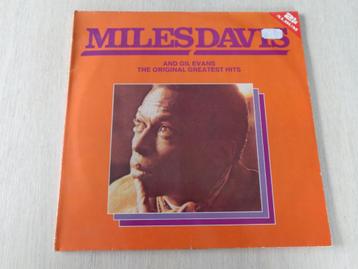 MILES DAVIS
AND GIL EVANS
THE ORIGINAL GREATEST HITS